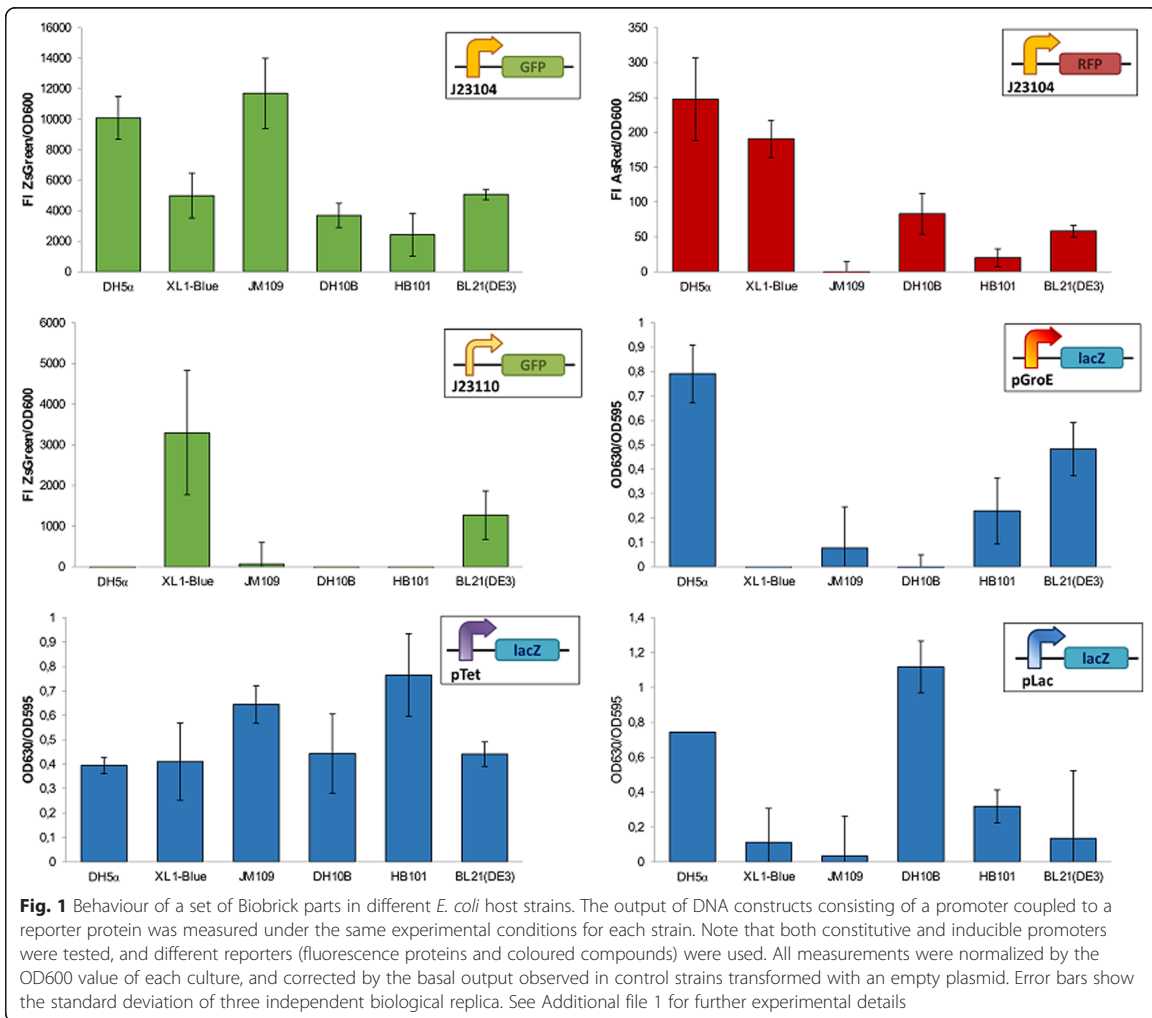 16000
14000
12000
10000
8000
6000
4000
2000
0
FI ZsGreen/OD600
DH5α XL1-Blue JM109 DH10B HB101 BL21(DE3)
GFP
J23104
350
300
250
200
150
100
50
0
FI AsRed/OD600
DH5α XL1-Blue JM109 DH10B HB101 BL21(DE3)
RFP
J23104
6000
5000
4000
3000
2000
1000
0
FI ZsGreen/OD600
DH5α XL1-Blue JM109 DH10B HB101 BL21(DE3)
GFP
J23110
1
0,9
0,8
0,7
0,6
0,5
0,4
0,3
0,2
0,1
0
OD630/OD595
DH5α XL1-Blue JM109 DH10B HB101 BL21(DE3)
lacZ
pGroE
1
0,9
0,8
0,7
0,6
0,5
0,4
0,3
0,2
0,1
0
OD630/OD595
DH5α XL1-Blue JM109 DH10B HB101 BL21(DE3)
lacZ
pTet
1,4
1,2
1
0,8
0,6
0,4
0,2
0
OD630/OD595
DH5α XL1-Blue JM109 DH10B HB101 BL21(DE3)
lacZ
pLac
Fig. 1 Behaviour of a set of Biobrick parts in different E. coli host strains. The output of DNA constructs consisting of a promoter coupled to a
reporter protein was measured under the same experimental conditions for each strain. Note that both constitutive and inducible promoters
were tested, and different reporters (fluorescence proteins and coloured compounds) were used. All measurements were normalized by the
OD600 value of each culture, and corrected by the basal output observed in control strains transformed with an empty plasmid. Error bars show
the standard deviation of three independent biological replica. See Additional file 1 for further experimental details